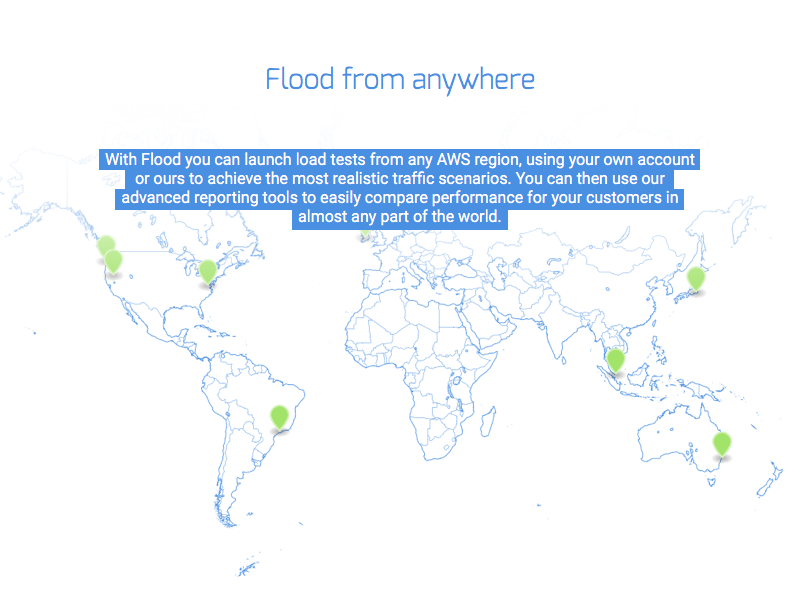 Flood from anywhere
With Flood you can launch load tests from any AWS region, using your own account
or ours to achieve the most realistic traffic scenarios. You can then use our
advanced reporting tools to easily compare performance for your customers in
almost any part of the world.